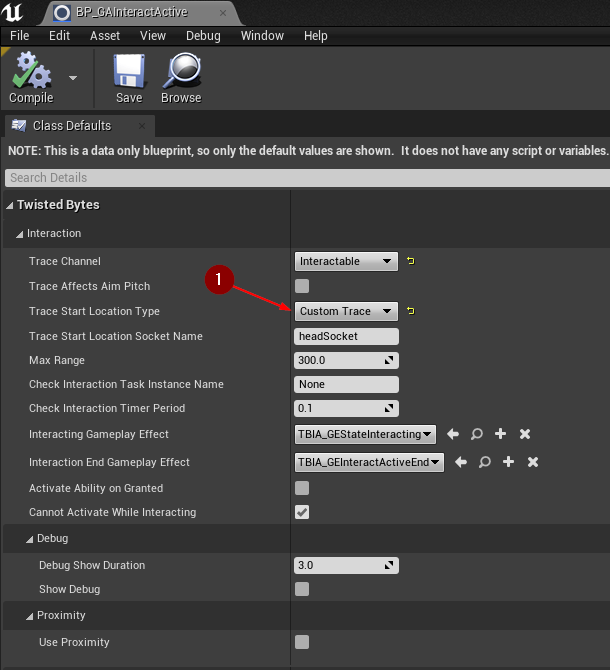 BP_GAInteractActive
File Edit Asset View Debug Window Help
Compile Save Browse
Class Defaults
NOTE: This is a data only blueprint, so only the default values are shown. It does not have any script or variables.
Search Details
Twisted Bytes
Interaction
Trace Channel Interactable
Trace Affects Aim Pitch
1
Trace Start Location Type Custom Trace
Trace Start Location Socket Name headSocket
Max Range 300.0
Check Interaction Task Instance Name None
Check Interaction Timer Period 0.1
Interacting Gameplay Effect TBIA_GEStateInteracting
Interaction End Gameplay Effect TBIA_GEInteractActiveEnd
Activate Ability on Granted
Cannot Activate While Interacting
Debug
Debug Show Duration 3.0
Show Debug
Proximity
Use Proximity